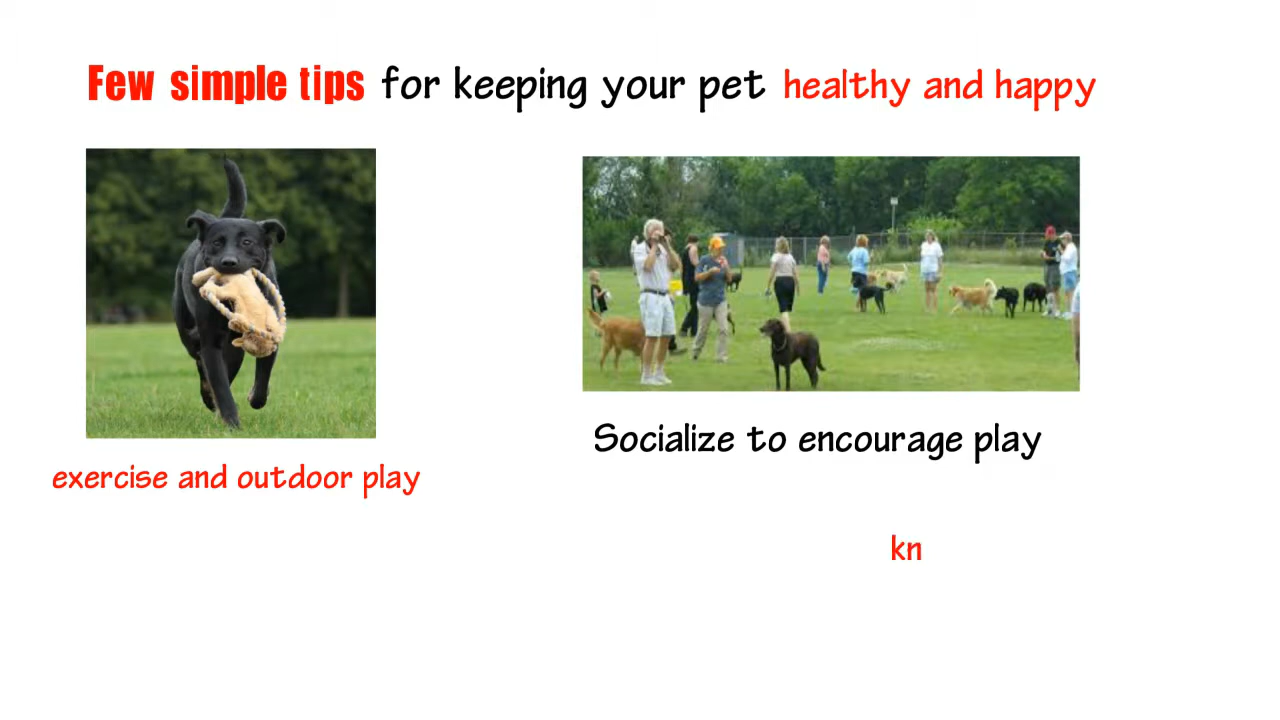 Few simple tips for keeping your pet healthy and happy
exercise and outdoor play
Socialize to encourage play
kn